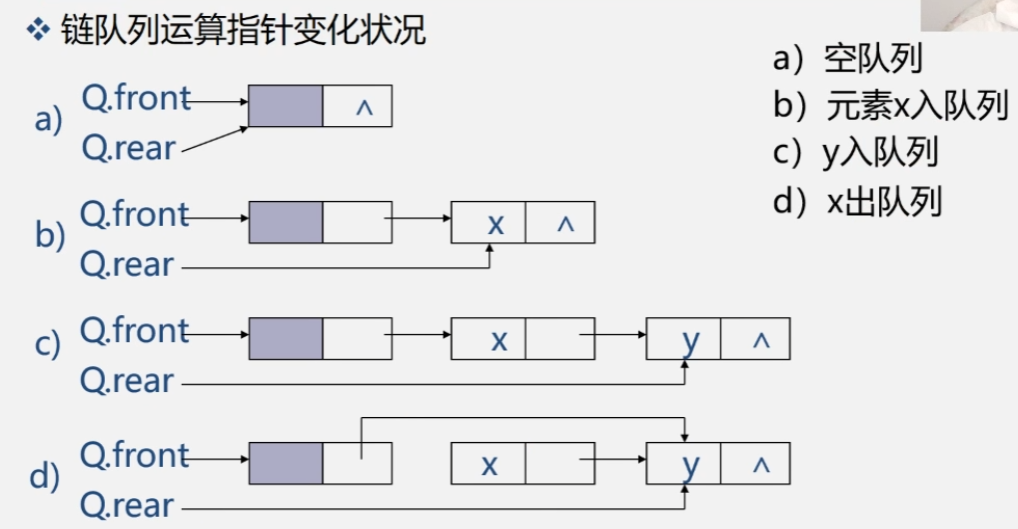 ❖ 链队列运算指针变化状况
a) Q.front
^
Q.rear
b) Q.front
x ^
Q.rear
c) Q.front
x y ^
Q.rear
d) Q.front
x y ^
Q.rear
a）空队列
b）元素x入队列
c）y入队列
d）x出队列